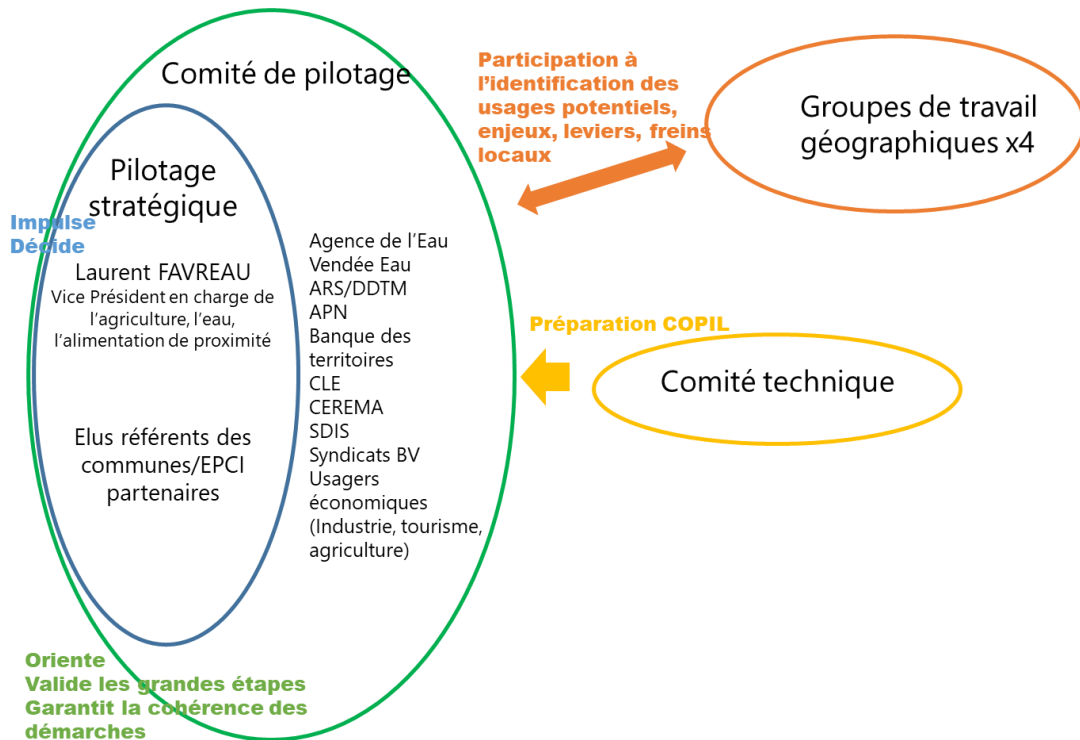 Comité de pilotage
Pilotage
stratégique
Impulse
Décide
Laurent FAVREAU
Vice Président en charge de
l’agriculture, l’eau,
l’alimentation de proximité
Elus référents des
communes/EPCI
partenaires
Agence de l’Eau
Vendée Eau
ARS/DDTM
APN
Banque des
territoires
CLE
CEREMA
SDIS
Syndicats BV
Usagers
économiques
(Industrie, tourisme,
agriculture)
Oriente
Valide les grandes étapes
Garantit la cohérence des
démarches
Participation à
l’identification des
usages potentiels,
enjeux, leviers, freins
locaux
Groupes de travail
géographiques x4
Préparation COPIL
Comité technique